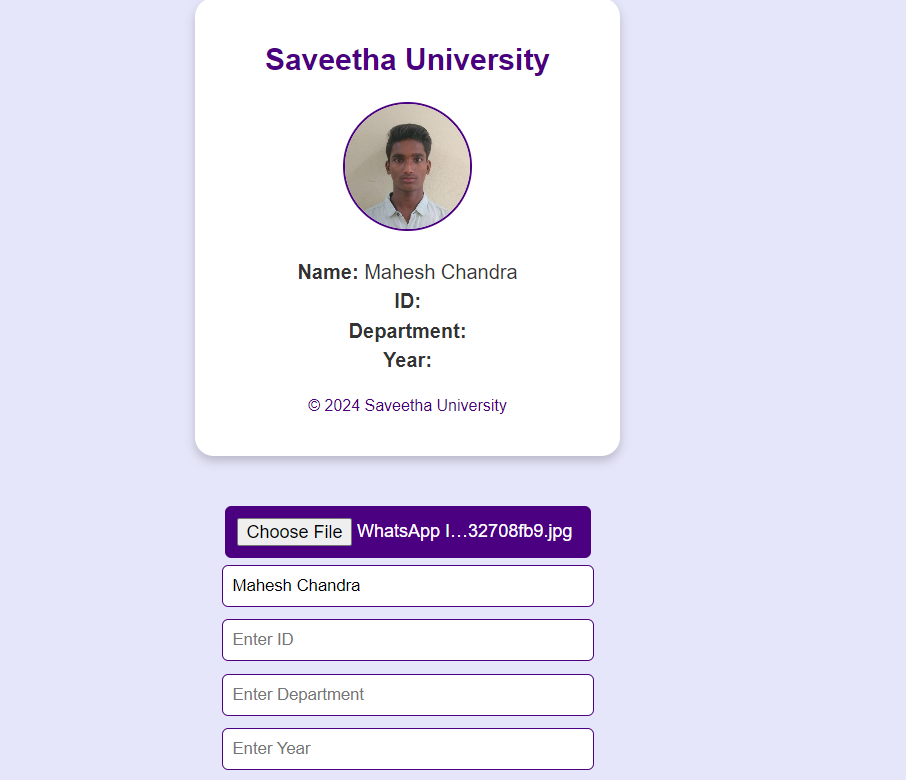 Saveetha University
Name: Mahesh Chandra
ID:
Department:
Year:
© 2024 Saveetha University
Choose File WhatsApp I...32708fb9.jpg
Mahesh Chandra
Enter ID
Enter Department
Enter Year